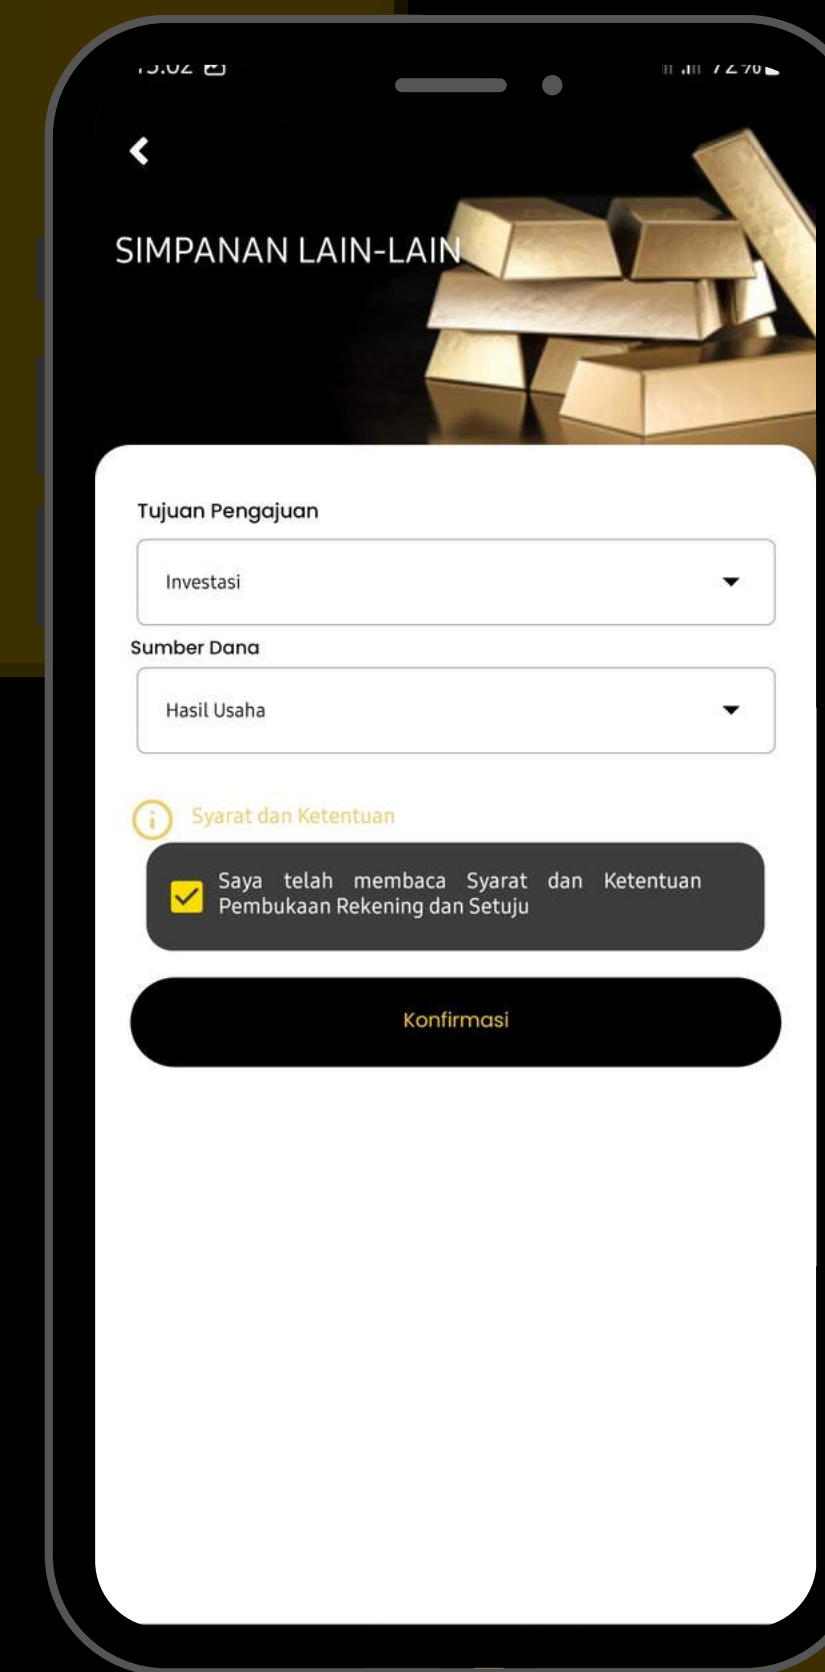 SIMPANAN LAIN-LAIN
Tujuan Pengajuan
Investasi
Sumber Dana
Hasil Usaha
Syarat dan Ketentuan
Saya telah membaca Syarat dan Ketentuan
Pembukaan Rekening dan Setuju
Konfirmasi